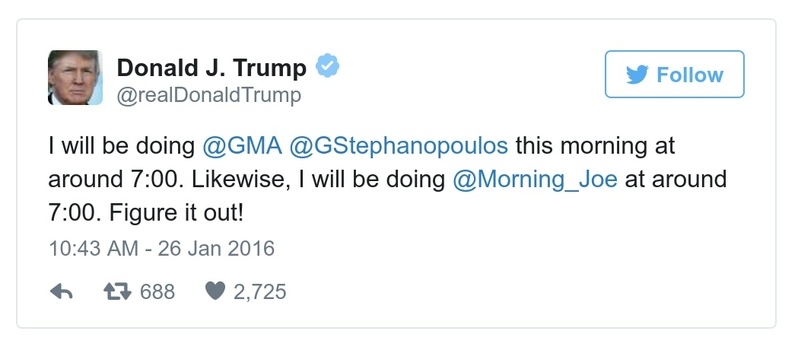 Donald J. Trump
@realDonaldTrump
Follow
I will be doing @GMA @GStephanopoulos this morning at
around 7:00. Likewise, I will be doing @Morning_Joe at around
7:00. Figure it out!
10:43 AM - 26 Jan 2016
688 2,725